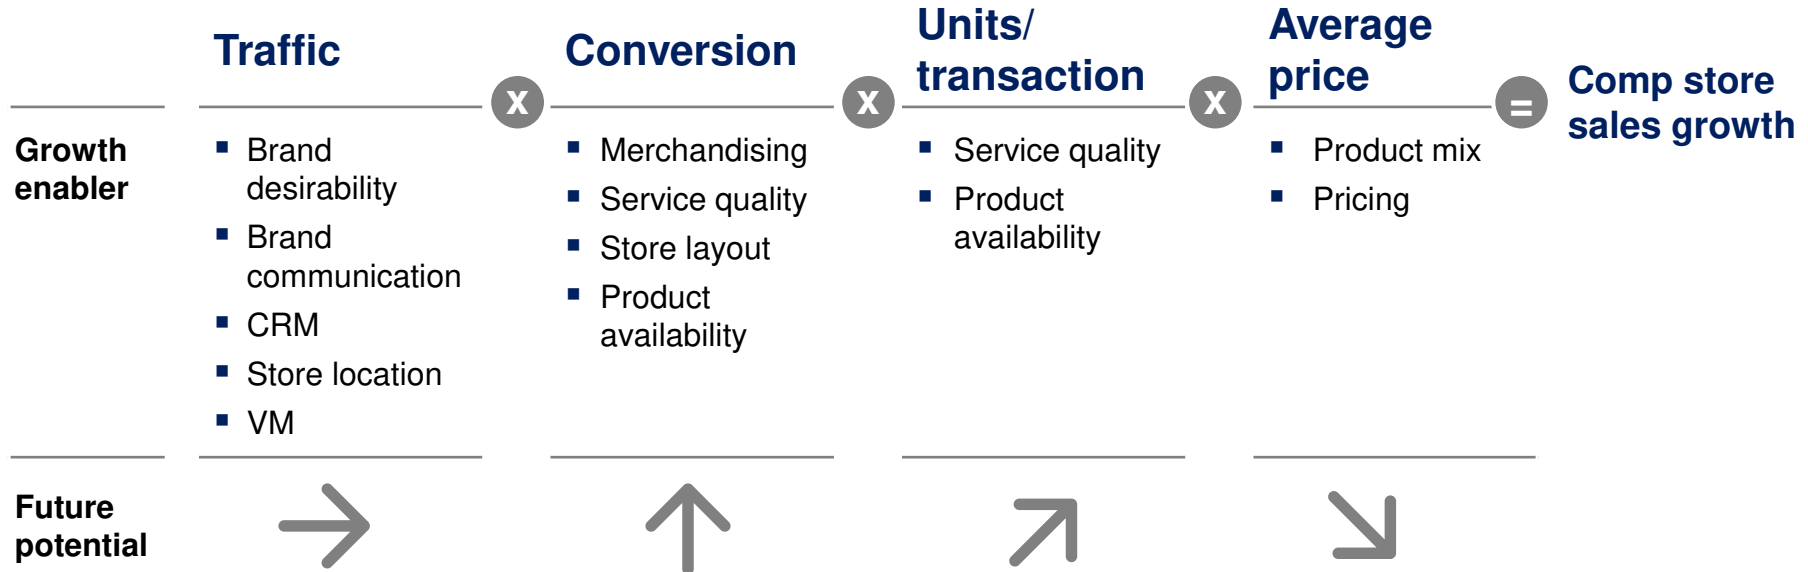 Traffic
Conversion
Units/
transaction
Average
price
x
x
x
=
Comp store
sales growth
Growth
enabler
Brand
desirability
Brand
communication
CRM
Store location
VM
Merchandising
Service quality
Store layout
Product
availability
Service quality
Product
availability
Product mix
Pricing
Future
potential